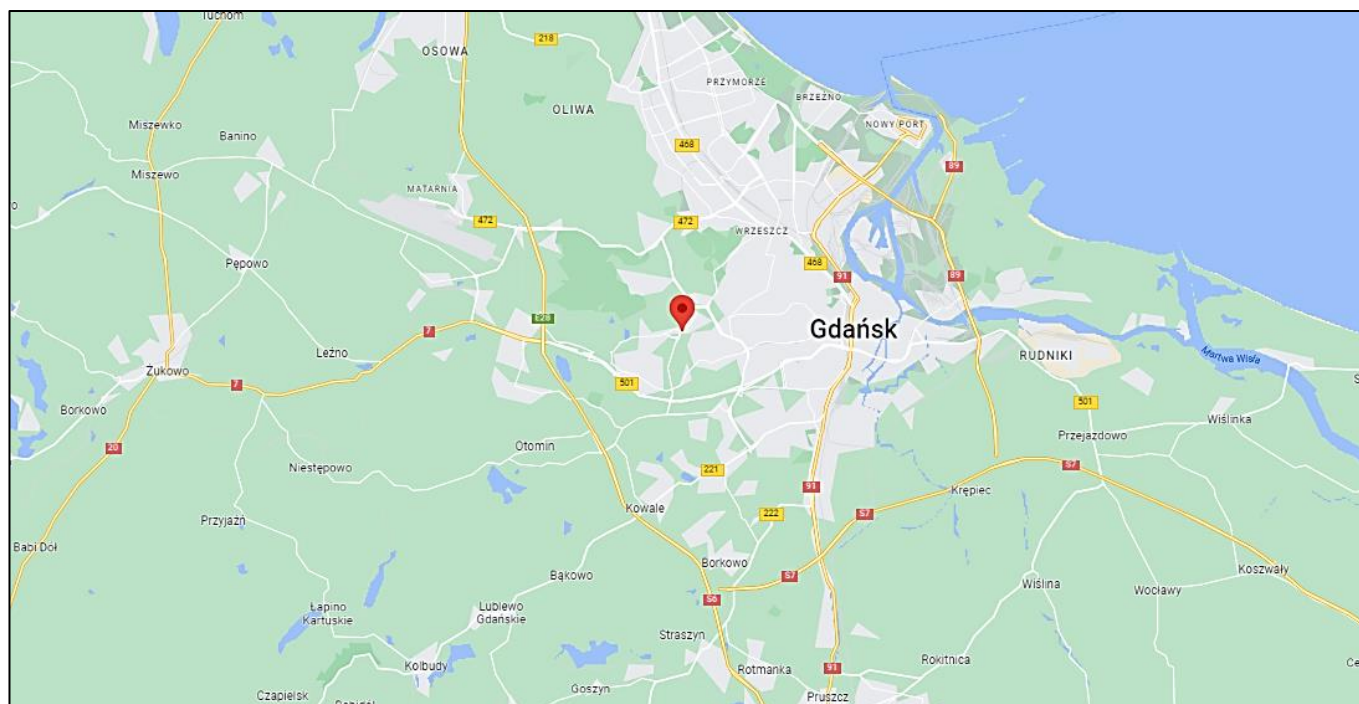 Tuchom
OSOWA
218
PRZYMORZE
OLIWA
BRZEŹNO
NOWY PORT
Miszewko
Banino
468
89
Miszewo
MATARNIA
472
472
WRZESZCZ
Pępowo
468
91
89
E28
7
Gdańsk
Leźno
RUDNIKI
Martwa Wisła
Żukowo
7
501
501
Borkowo
Wiślinka
20
Otomin
Przejazdowo
Niestępowo
221
S7
91
Krępiec
Kowale
222
S7
Przyjaźń
Babi Dół
Borkowo
Bąkowo
S7
Koszwały
Wiślina
Wocławy
Łapino
Kartuskie
Lublewo
Gdańskie
S6
Straszyn
Kolbudy
Rotmanka
91
Rokitnica
Goszyn
Czapielsk
Pruszcz